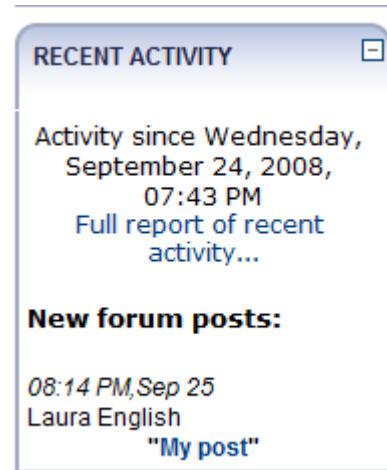 RECENT ACTIVITY
Activity since Wednesday,
September 24, 2008,
07:43 PM
Full report of recent
activity...
New forum posts:
08:14 PM,Sep 25
Laura English
"My post"